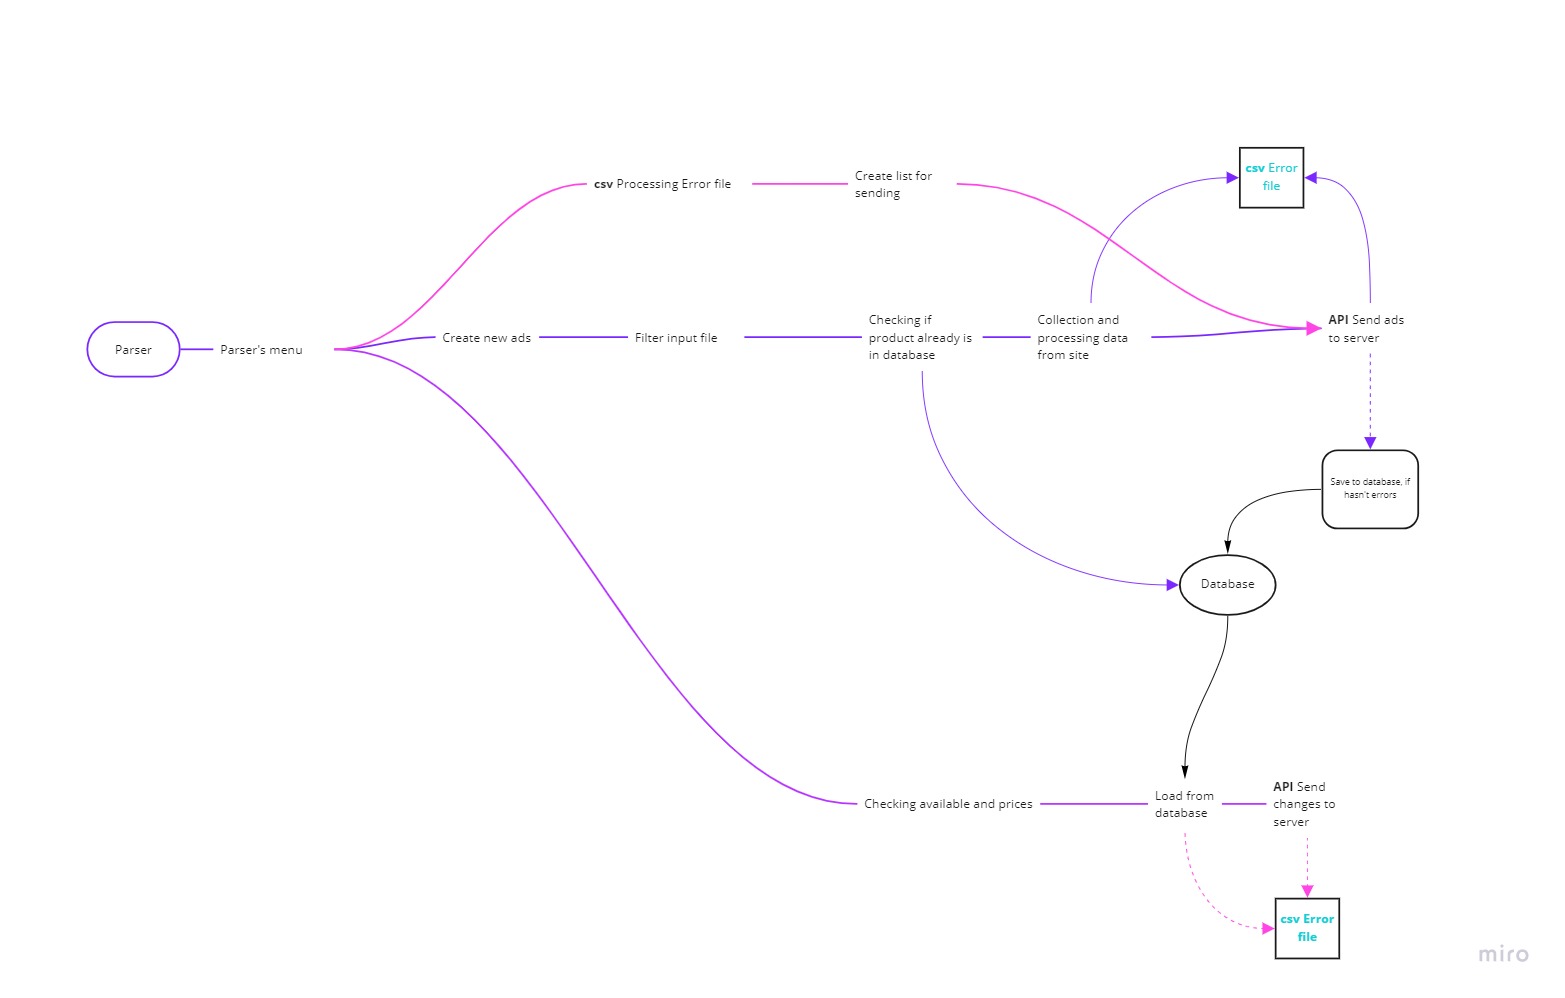 csv Error
file
csv Processing Error file
Create list for
sending
Parser
Parser's menu
Create new ads
Filter input file
Checking if
product already is
in database
Collection and
processing data
from site
API Send ads
to server
Save to database, if
hasn't errors
Database
Checking available and prices
Load from
database
API Send
changes to
server
csv Error
file
miro